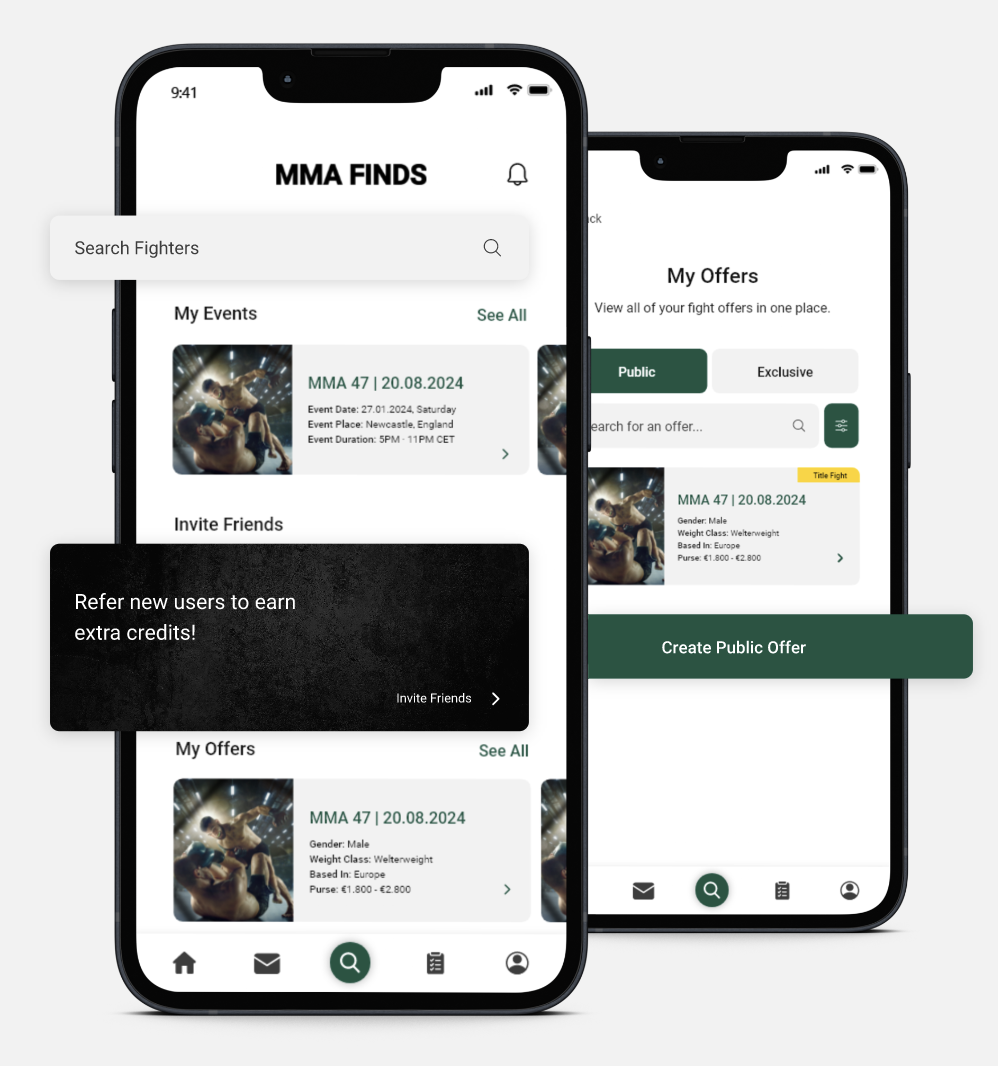 9:41
MMA FINDS
Search Fighters
My Events
See All
MMA 47 | 20.08.2024
Event Date: 27.01.2024, Saturday
Event Place: Newcastle, England
Event Duration: 5PM - 11PM CET
Invite Friends
Refer new users to earn
extra credits!
Invite Friends
My Offers
See All
MMA 47 | 20.08.2024
Gender: Male
Weight Class: Welterweight
Based In: Europe
Purse: €1.800 - €2.800
ck
My Offers
View all of your fight offers in one place.
Public
Exclusive
earch for an offer...
Title Fight
MMA 47 | 20.08.2024
Gender: Male
Weight Class: Welterweight
Based In: Europe
Purse: €1.800 - €2.800
Create Public Offer